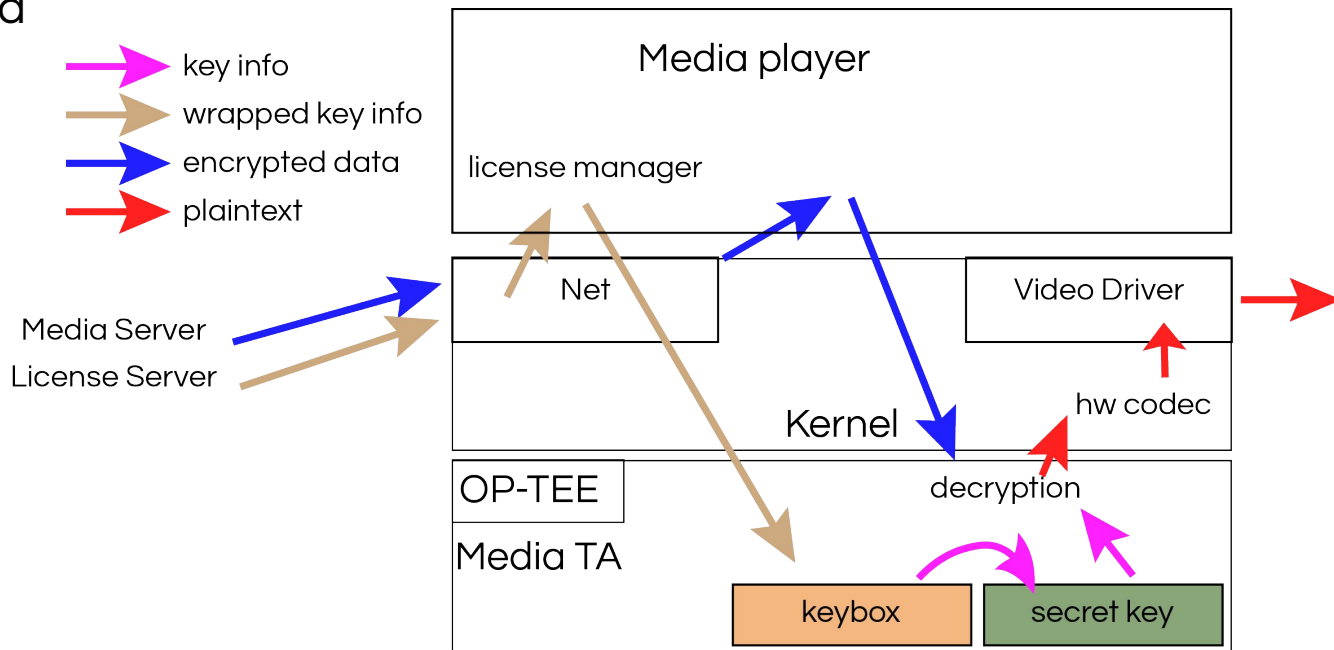 a
Media player
key info
wrapped key info
encrypted data
plaintext
license manager
Net
Video Driver
Media Server
License Server
hw codec
Kernel
OP-TEE
decryption
Media TA
keybox
secret key